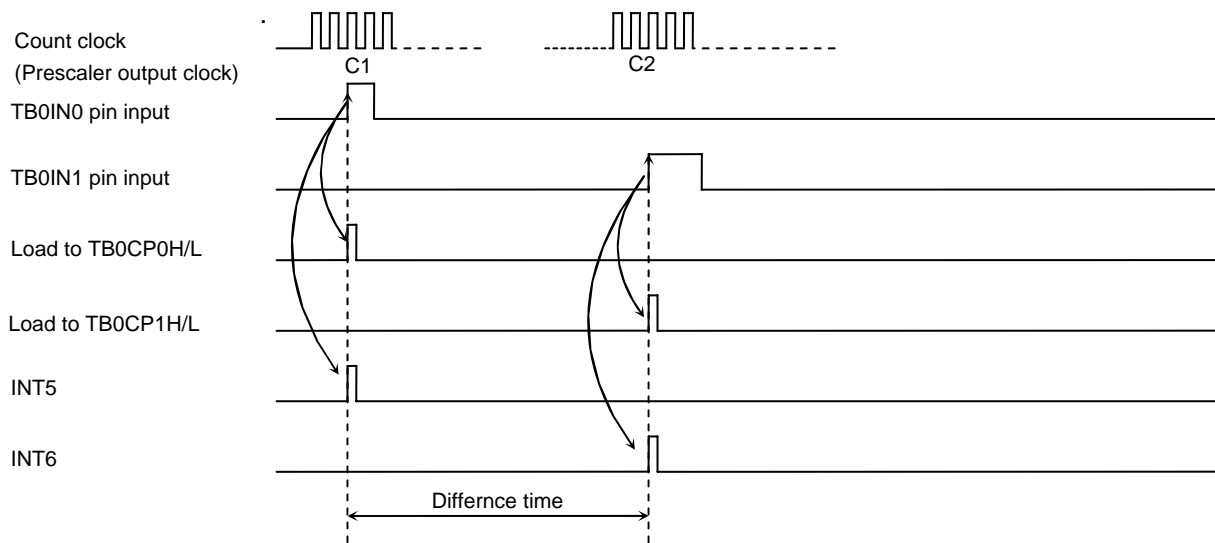 Count clock
(Prescaler output clock)
C1
C2
TB0IN0 pin input
TB0IN1 pin input
Load to TB0CP0H/L
Load to TB0CP1H/L
INT5
INT6
Differnce time